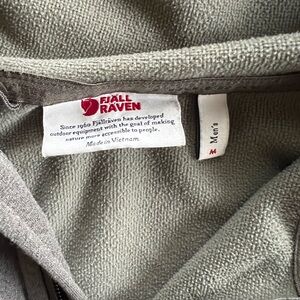 FJÄLL
RÄVEN
Since 1960 Fjällräven has developed
outdoor equipment with the goal of making
nature more accessible to people.
Made in Vietnam
Men's
M